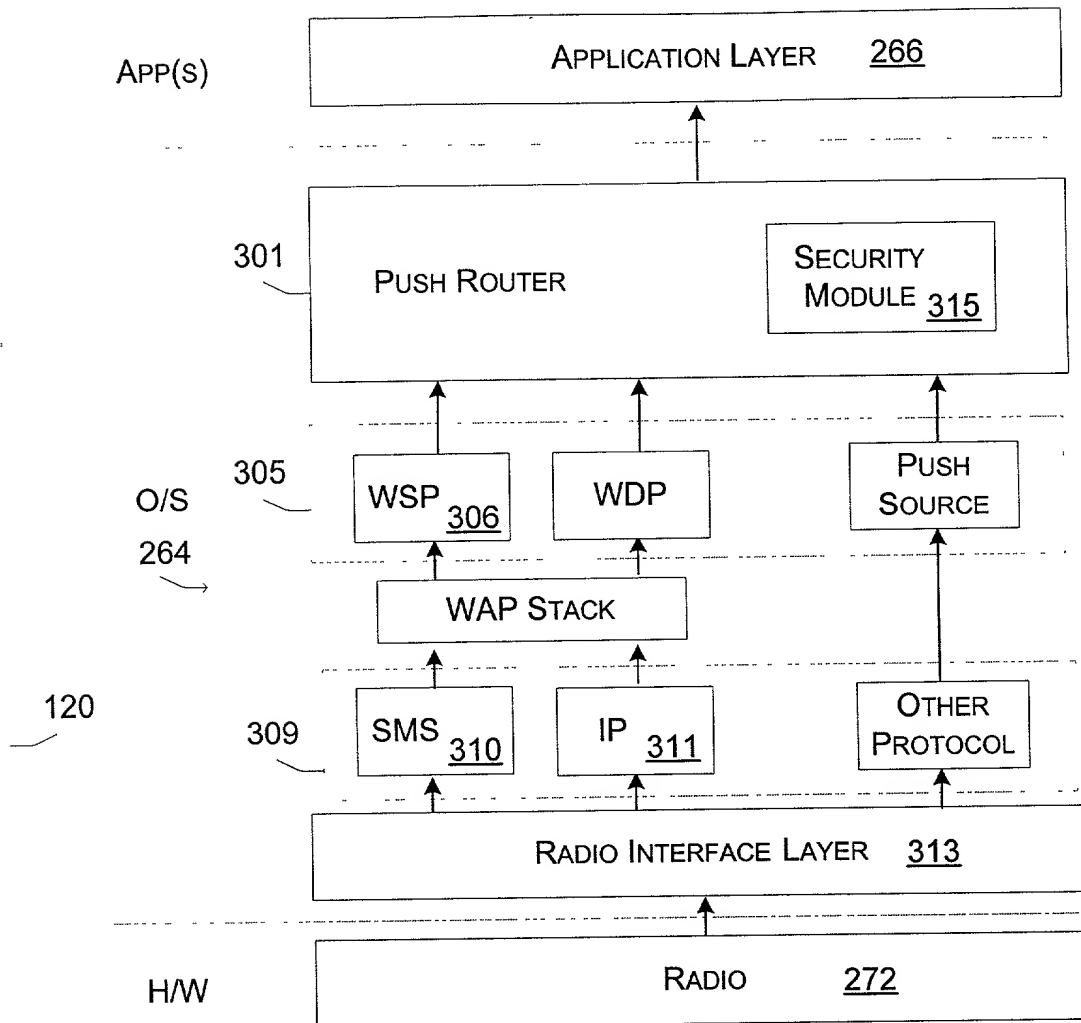 APPLICATION LAYER 266
APP(S)
301
PUSH ROUTER
SECURITY
MODULE 315
305
O/S
264
WSP 306
WDP
PUSH
SOURCE
WAP STACK
120
309
SMS 310
IP 311
OTHER
PROTOCOL
RADIO INTERFACE LAYER 313
H/W
RADIO 272